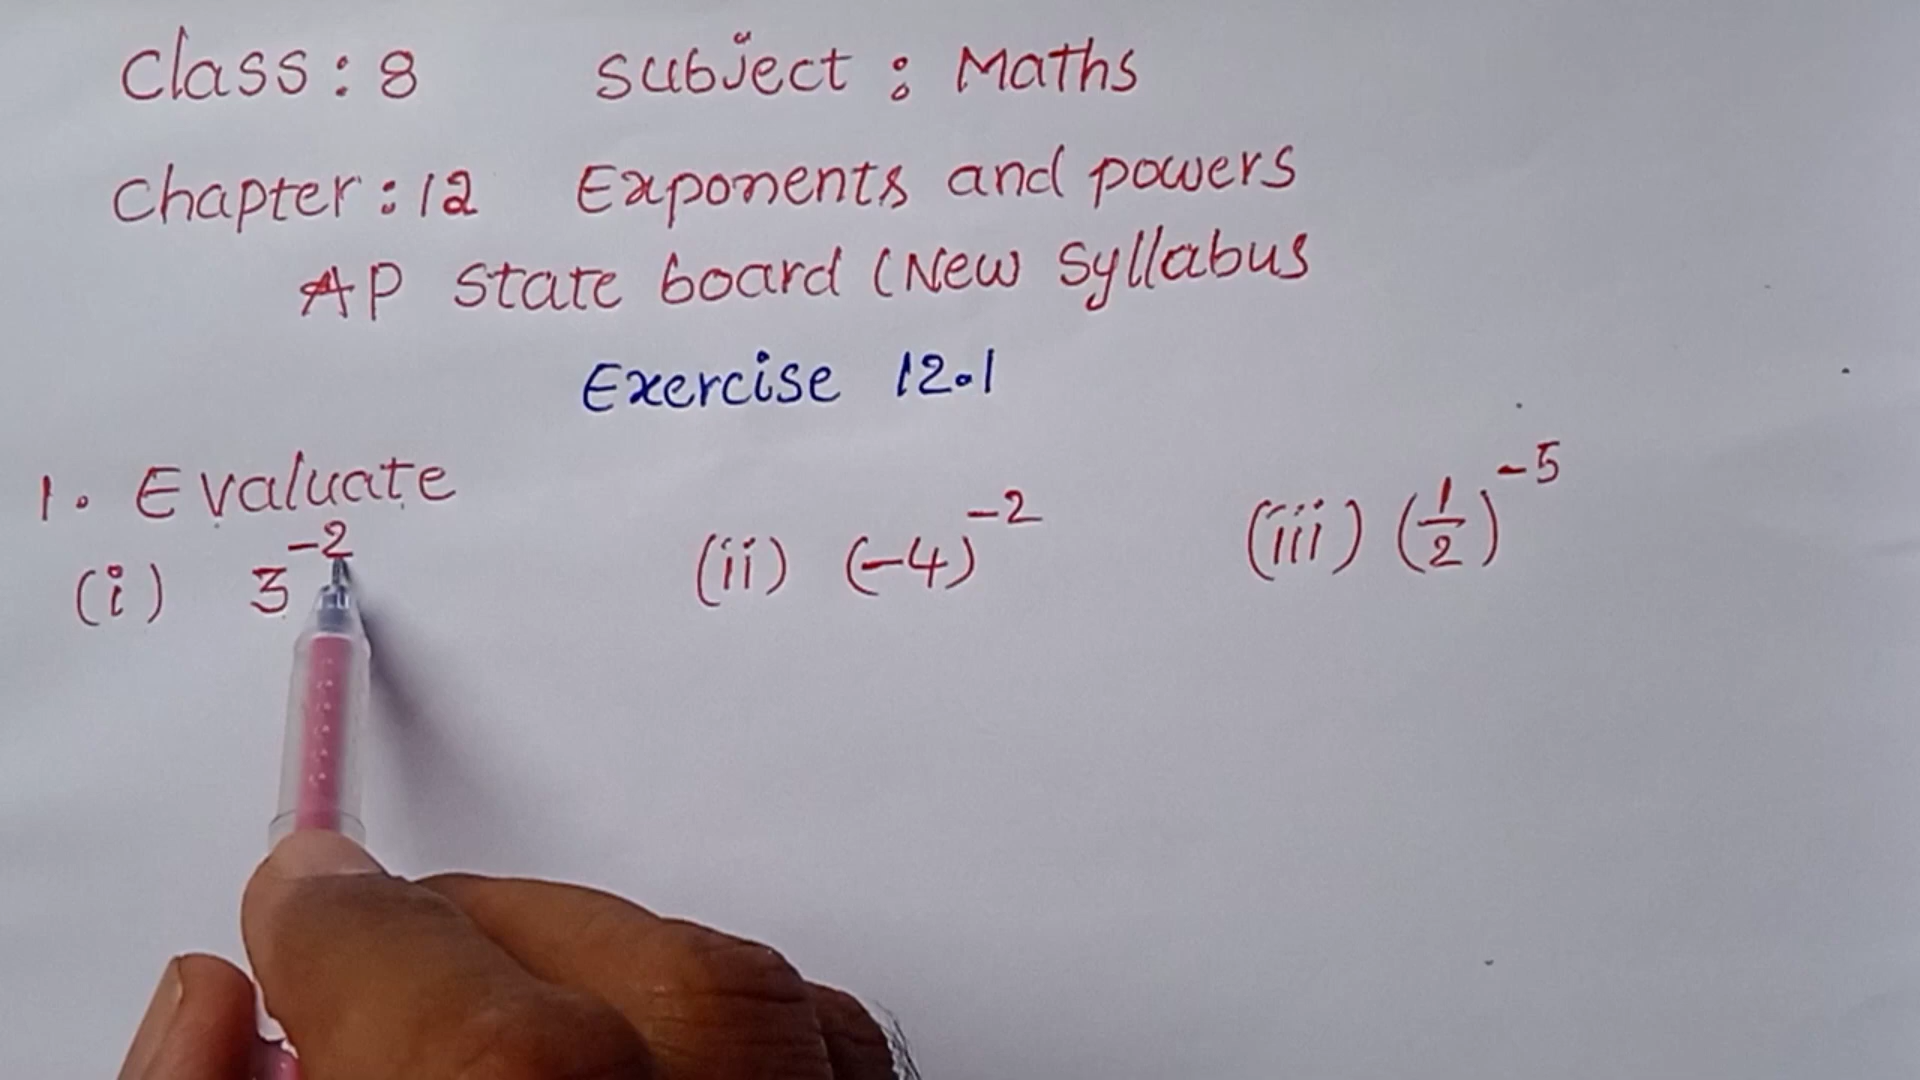 Class : 8 Subject : Maths
Chapter : 12 Exponents and powers
AP State board (New Syllabus
Exercise 12.1
1. Evaluate
(i) 3⁻² (ii) (-4)⁻² (iii) (1/2)⁻⁵